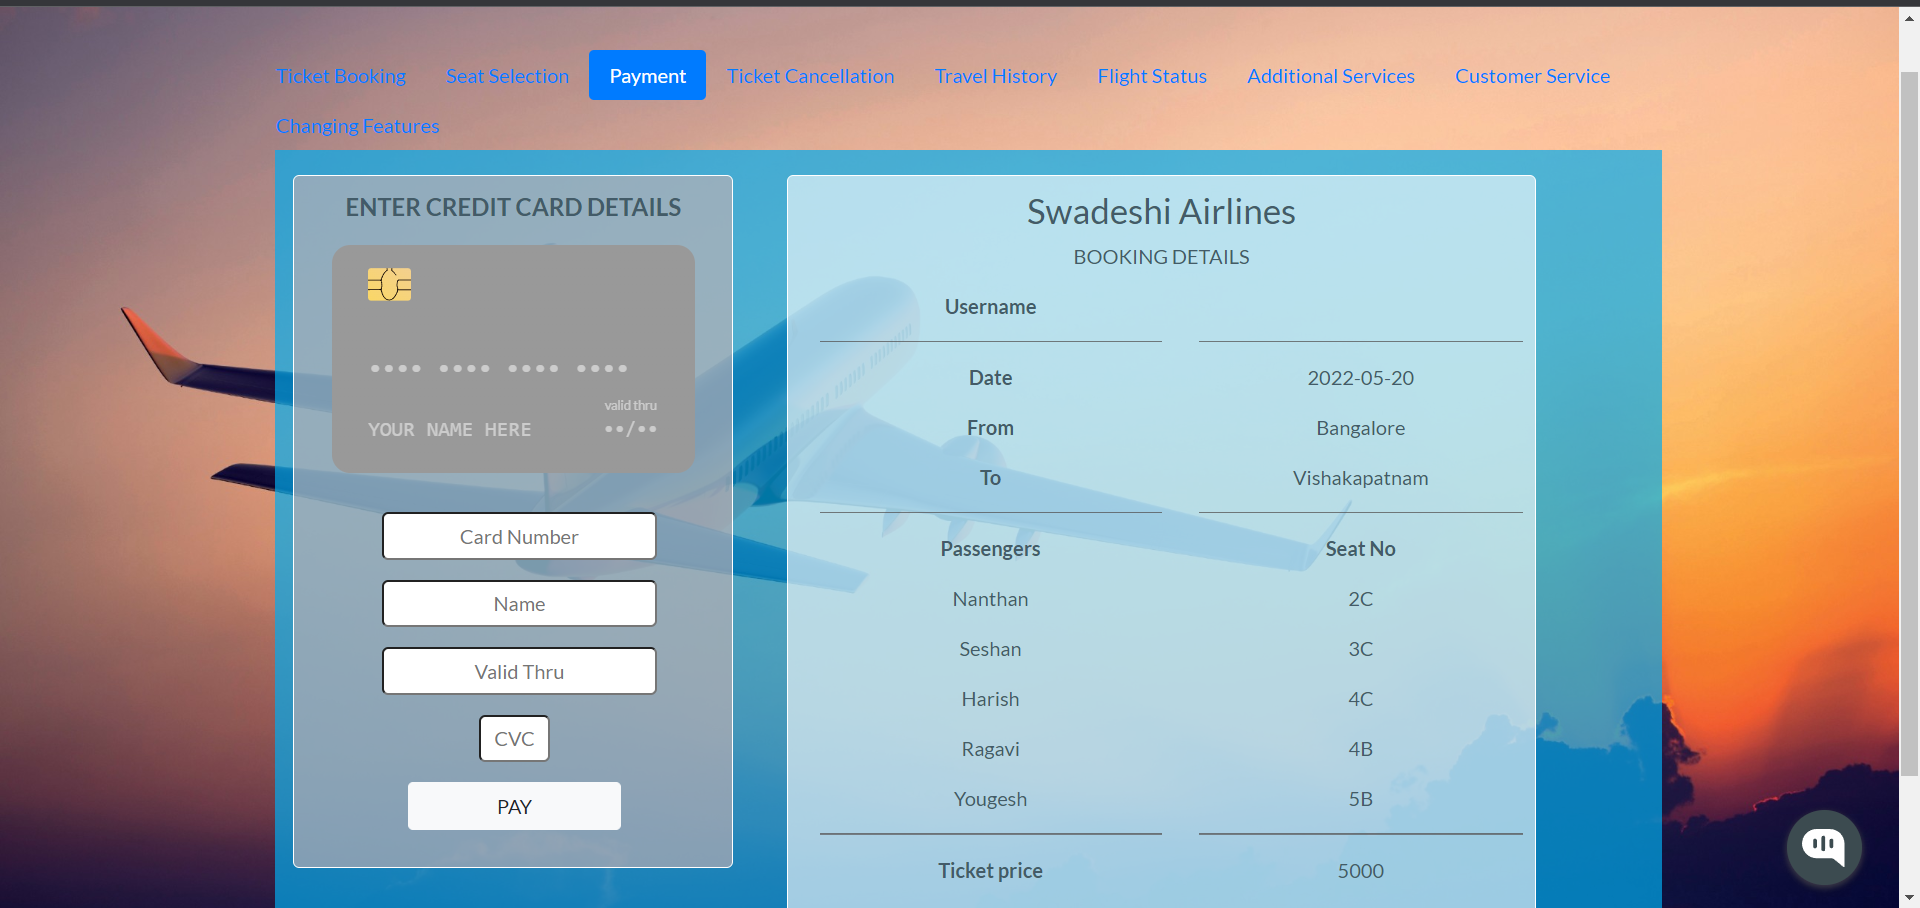 Ticket Booking Seat Selection Payment Ticket Cancellation Travel History Flight Status Additional Services Customer Service
Changing Features
ENTER CREDIT CARD DETAILS
•••• •••• •••• ••••
valid thru
YOUR NAME HERE ••/••
Card Number
Name
Valid Thru
CVC
PAY
Swadeshi Airlines
BOOKING DETAILS
Username
Date 2022-05-20
From Bangalore
To Vishakapatnam
Passengers Seat No
Nanthan 2C
Seshan 3C
Harish 4C
Ragavi 4B
Yougesh 5B
Ticket price 5000